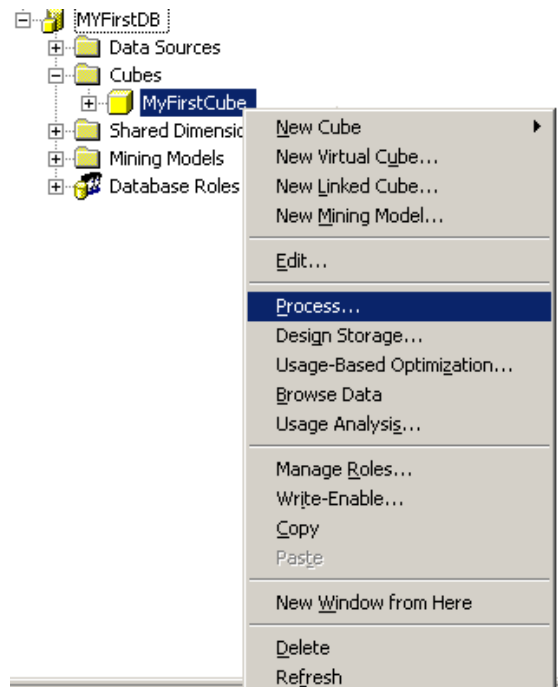 MYFirstDB
Data Sources
Cubes
MyFirstCube
Shared Dimensio
Mining Models
Database Roles
New Cube
New Virtual Cube...
New Linked Cube...
New Mining Model...
Edit...
Process...
Design Storage...
Usage-Based Optimization...
Browse Data
Usage Analysis...
Manage Roles...
Write-Enable...
Copy
Paste
New Window from Here
Delete
Refresh